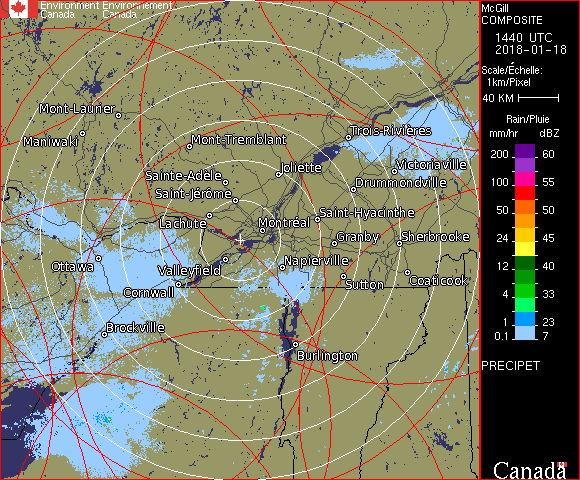 Environment Environnement
Canada Canada
McGill
COMPOSITE
1440 UTC
2018-01-18
Scale/Échelle:
1km/Pixel
40 KM
Rain/Pluie
mm/hr dBZ
200 60
100 55
50 50
24 45
12 40
4 33
1 23
0.1 7
PRECIPET
Canada
Mont-Laurier
Maniwaki
Mont-Tremblant
Trois-Rivières
Joliette
Victoriaville
Sainte-Adèle
Drummondville
Saint-Jérôme
Lachute
Saint-Hyacinthe
Montréal
Granby
Sherbrooke
Ottawa
Valleyfield
Napierville
Cornwall
Sutton
Coaticook
Brockville
Burlington